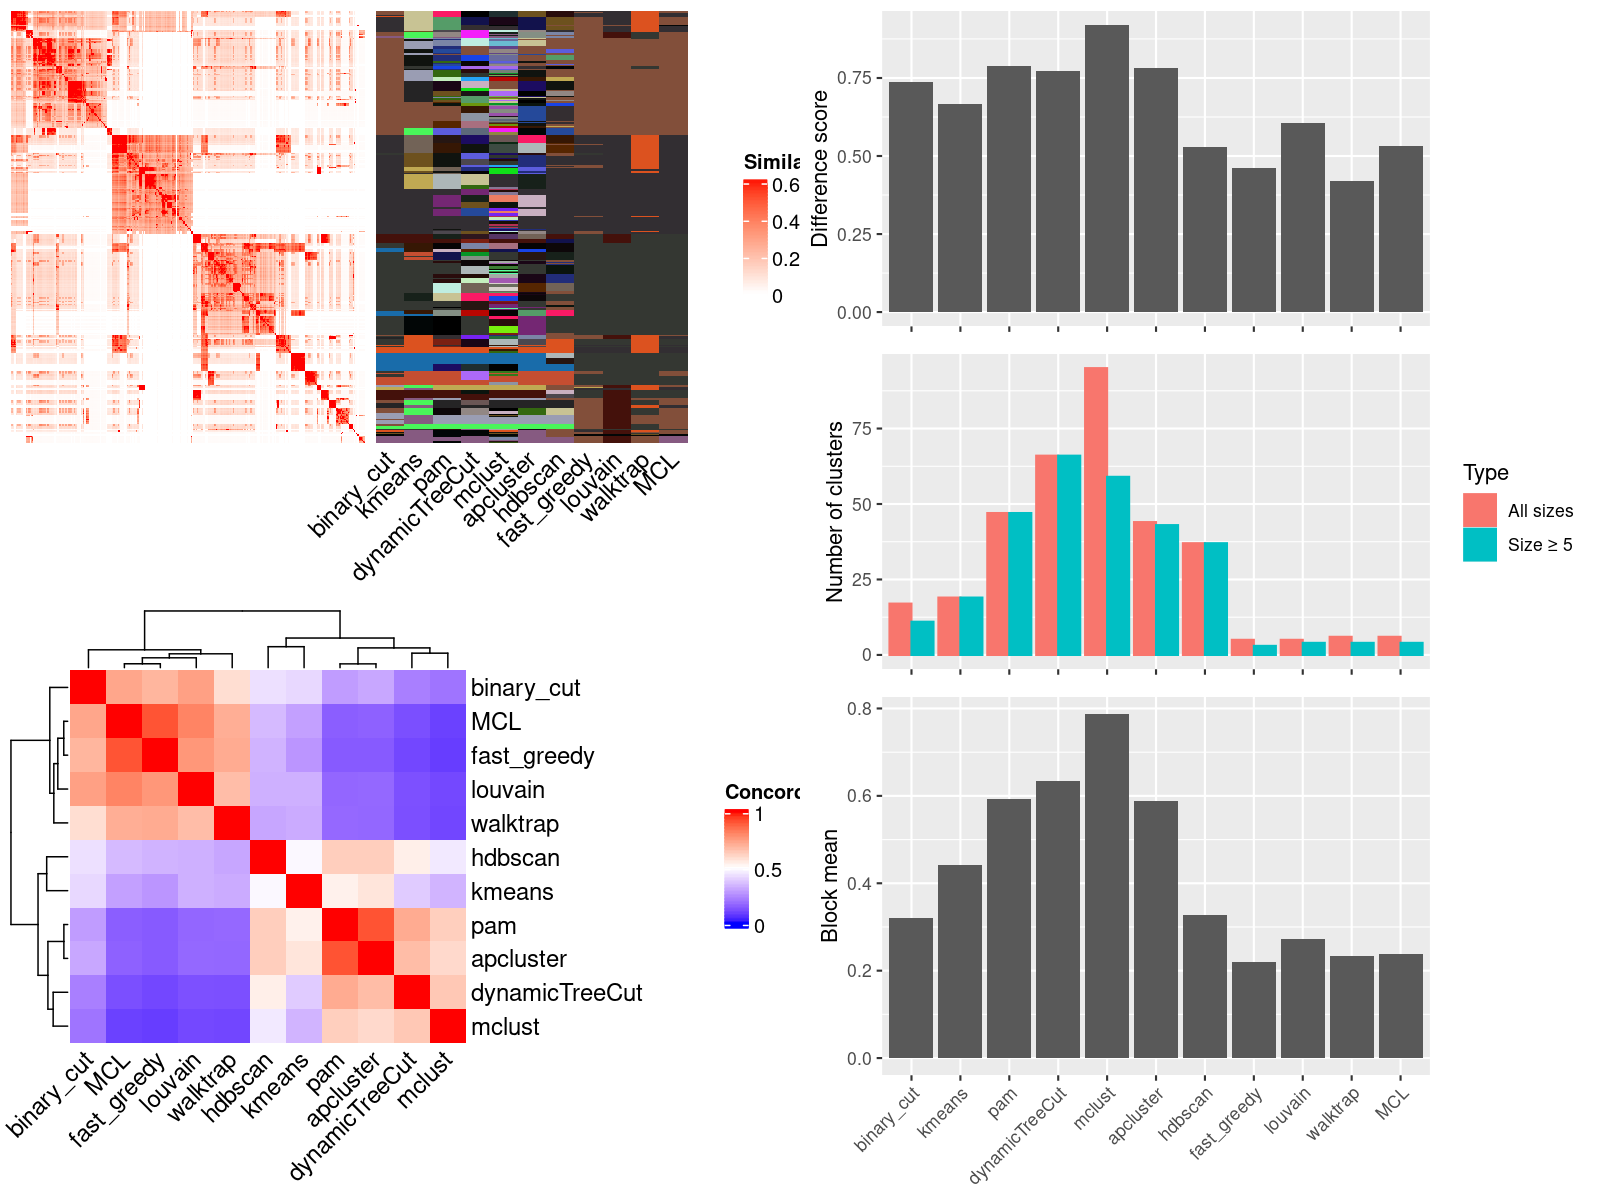 Simila
0.6
0.4
0.2
0
binary_cut
kmeans
pam
dynamicTreeCut
mclust
apcluster
hdbscan
fast_greedy
louvain
walktrap
MCL
Difference score
0.75
0.50
0.25
0.00
Number of clusters
75
50
25
0
Type
All sizes
Size ≥ 5
binary_cut
MCL
fast_greedy
louvain
walktrap
hdbscan
kmeans
pam
apcluster
dynamicTreeCut
mclust
binary_cut
MCL
fast_greedy
louvain
walktrap
hdbscan
kmeans
pam
apcluster
dynamicTreeCut
mclust
Concord
1
0.5
0
Block mean
0.8
0.6
0.4
0.2
0.0
binary_cut
kmeans
pam
dynamicTreeCut
mclust
apcluster
hdbscan
fast_greedy
louvain
walktrap
MCL